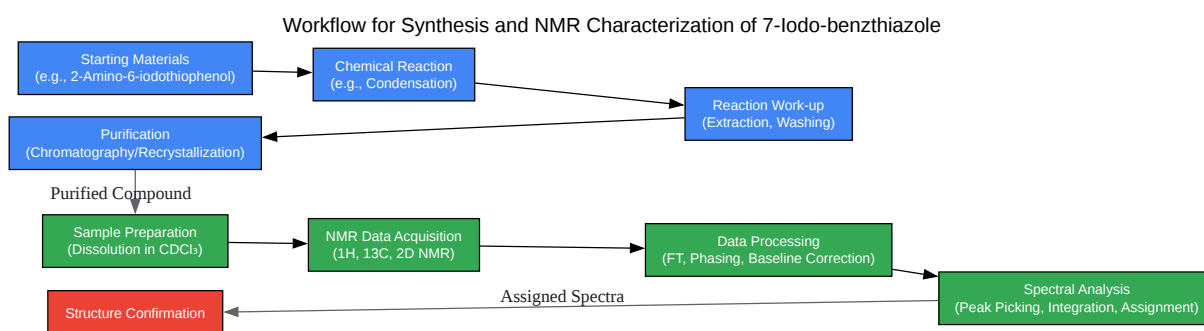 Workflow for Synthesis and NMR Characterization of 7-Iodo-benzthiazole
Starting Materials
(e.g., 2-Amino-6-iodothiophenol)
Chemical Reaction
(e.g., Condensation)
Reaction Work-up
(Extraction, Washing)
Purification
(Chromatography/Recrystallization)
Purified Compound
Sample Preparation
(Dissolution in CDCl₃)
NMR Data Acquisition
(1H, 13C, 2D NMR)
Data Processing
(FT, Phasing, Baseline Correction)
Spectral Analysis
(Peak Picking, Integration, Assignment)
Assigned Spectra
Structure Confirmation